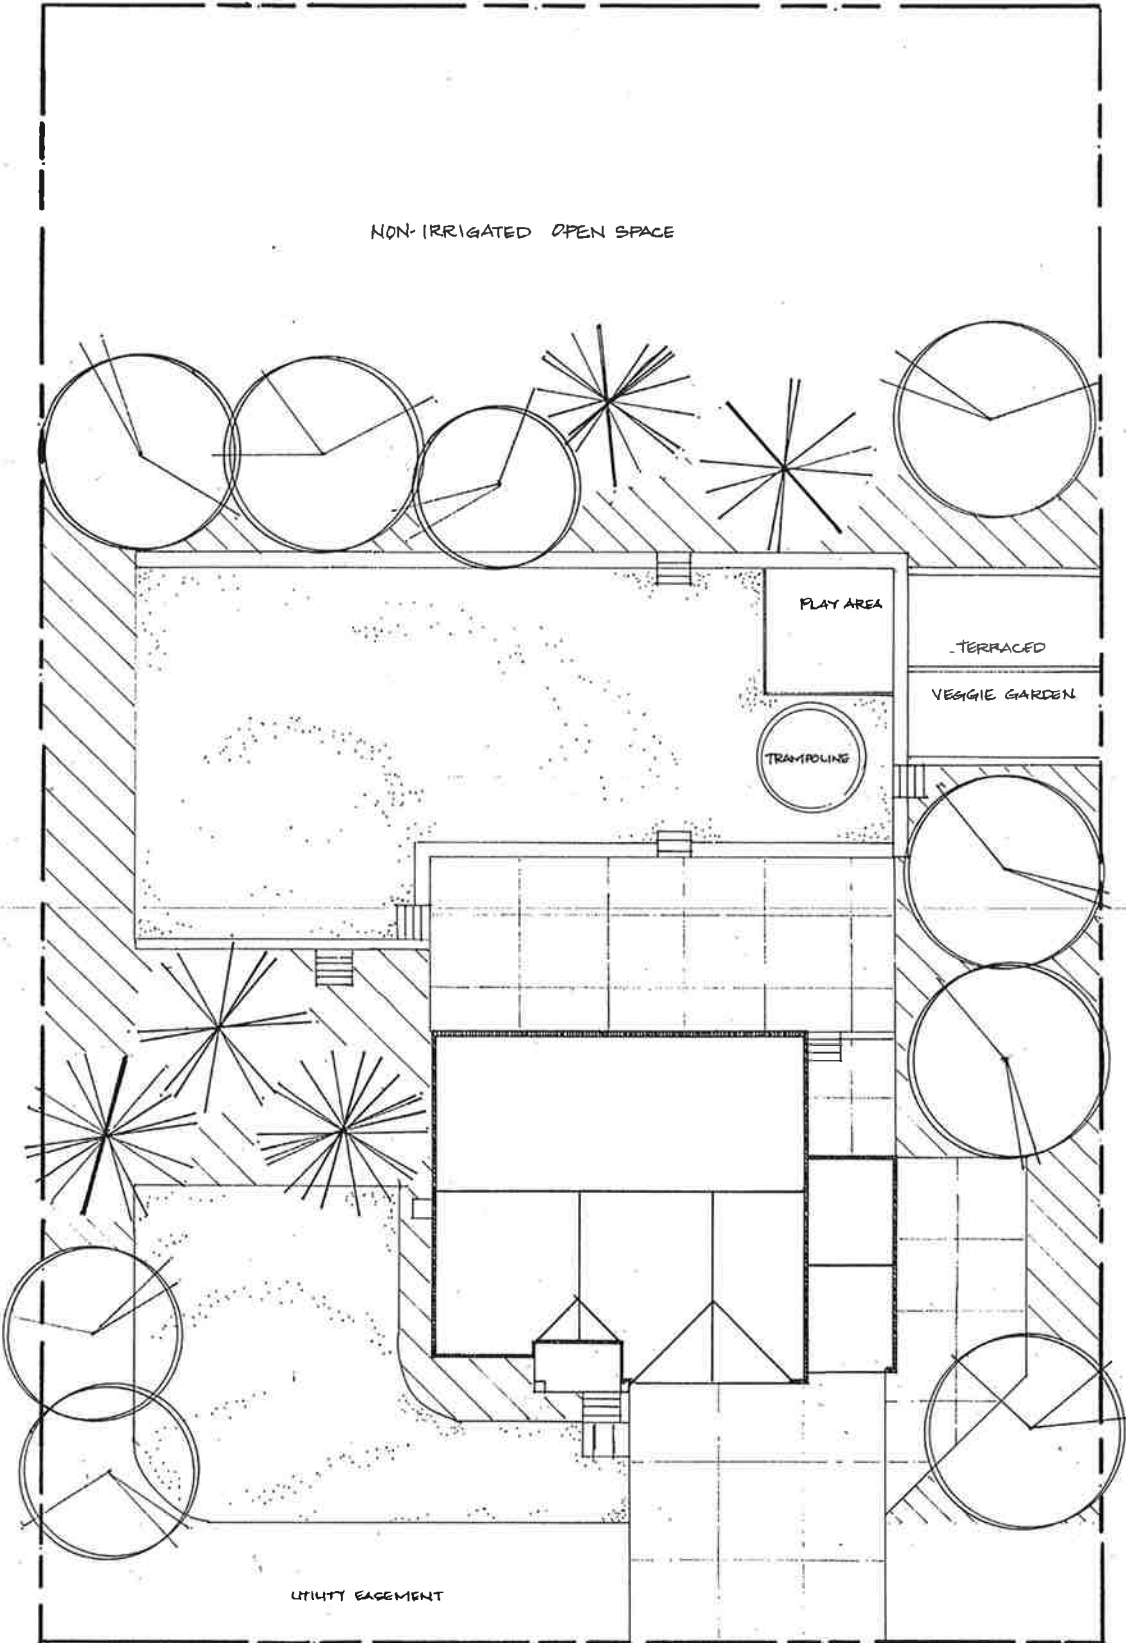 NON-IRRIGATED OPEN SPACE
PLAY AREA
TERRACED
VEGGIE GARDEN
TRAMPOLINE
UTILITY EASEMENT